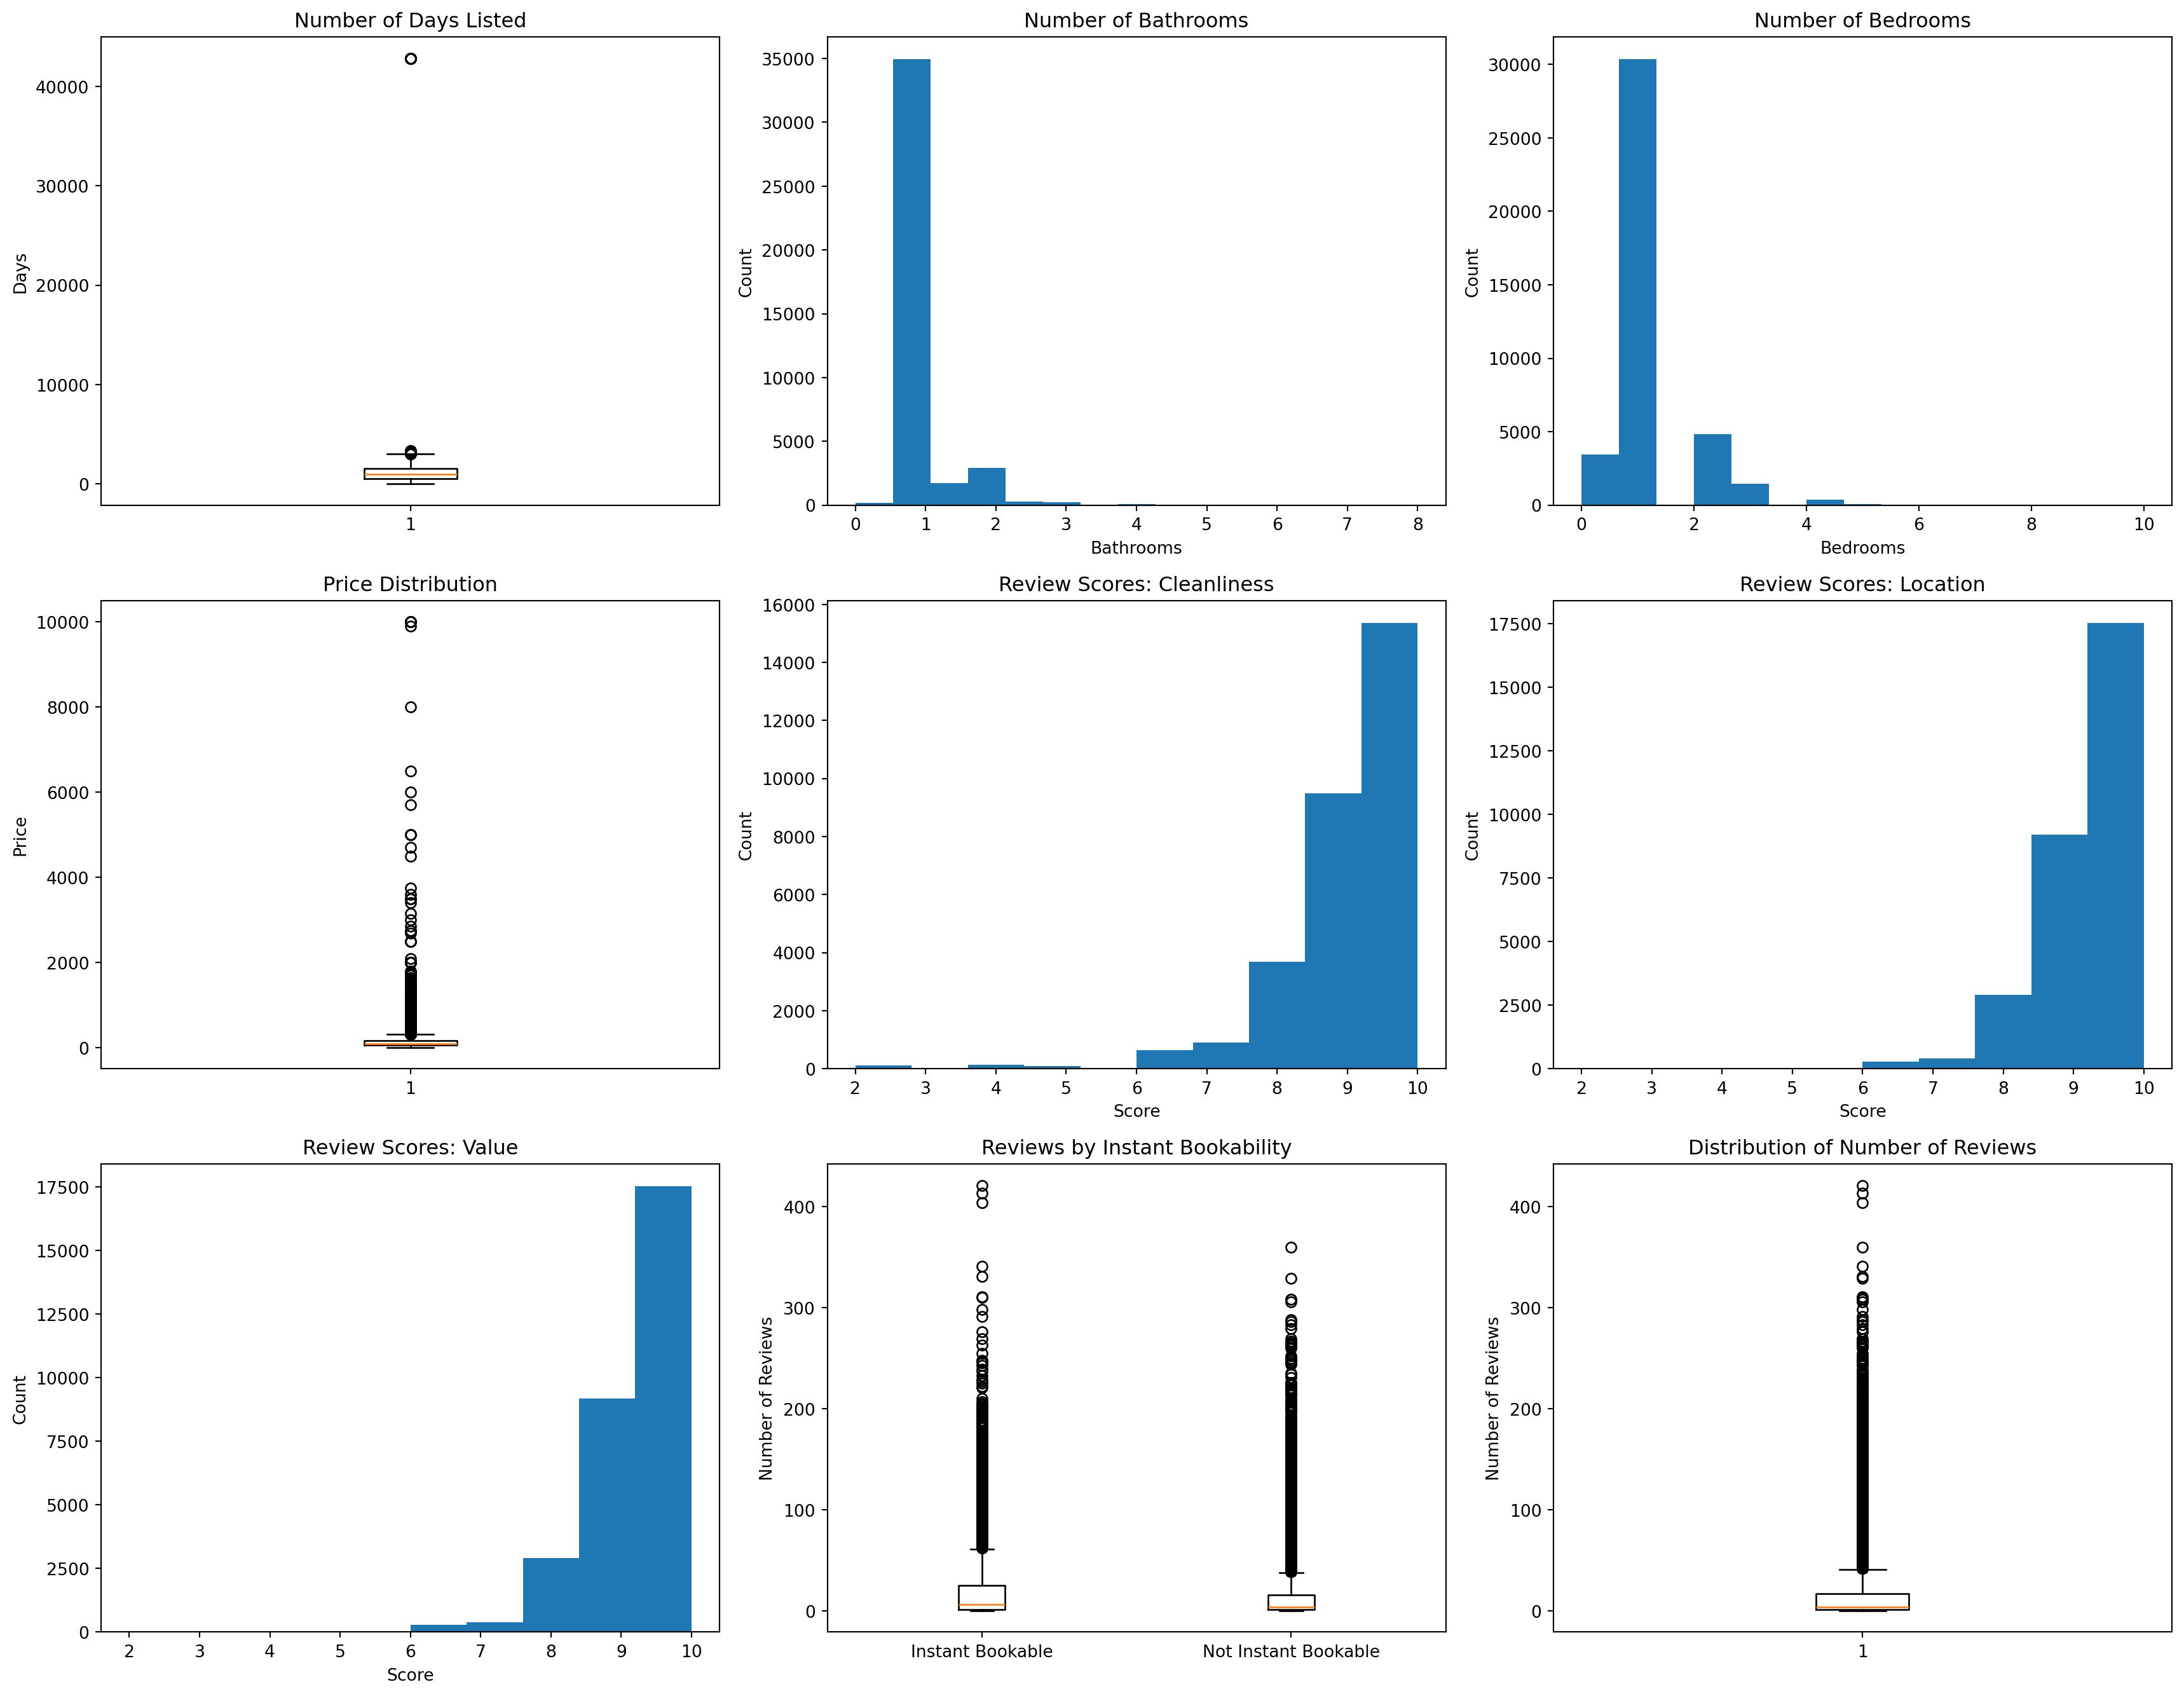 Number of Days Listed
Days
40000
30000
20000
10000
0
1
Number of Bathrooms
Count
35000
30000
25000
20000
15000
10000
5000
0
0 1 2 3 4 5 6 7 8
Bathrooms
Number of Bedrooms
Count
30000
25000
20000
15000
10000
5000
0
0 2 4 6 8 10
Bedrooms
Price Distribution
Price
10000
8000
6000
4000
2000
0
1
Review Scores: Cleanliness
Count
16000
14000
12000
10000
8000
6000
4000
2000
0
2 3 4 5 6 7 8 9 10
Score
Review Scores: Location
Count
17500
15000
12500
10000
7500
5000
2500
0
2 3 4 5 6 7 8 9 10
Score
Review Scores: Value
Count
17500
15000
12500
10000
7500
5000
2500
0
2 3 4 5 6 7 8 9 10
Score
Reviews by Instant Bookability
Number of Reviews
400
300
200
100
0
Instant Bookable Not Instant Bookable
Distribution of Number of Reviews
Number of Reviews
400
300
200
100
0
1